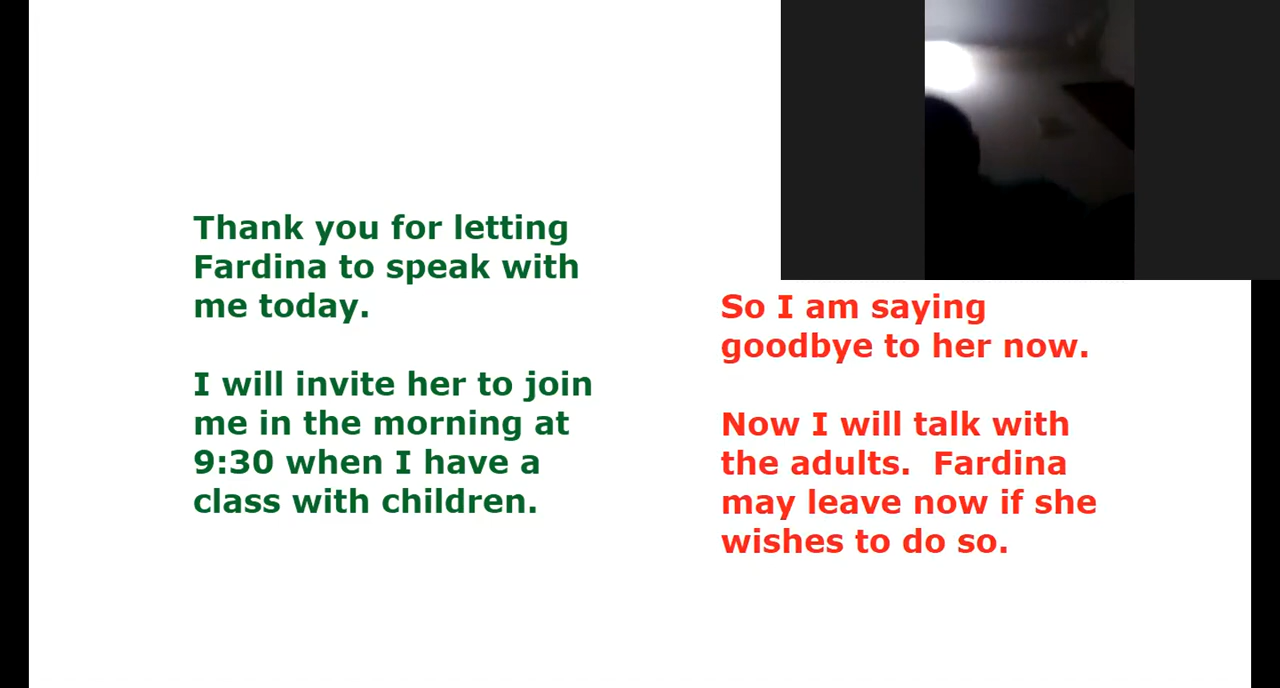 Thank you for letting
Fardina to speak with
me today.
I will invite her to join
me in the morning at
9:30 when I have a
class with children.
So I am saying
goodbye to her now.
Now I will talk with
the adults.  Fardina
may leave now if she
wishes to do so.